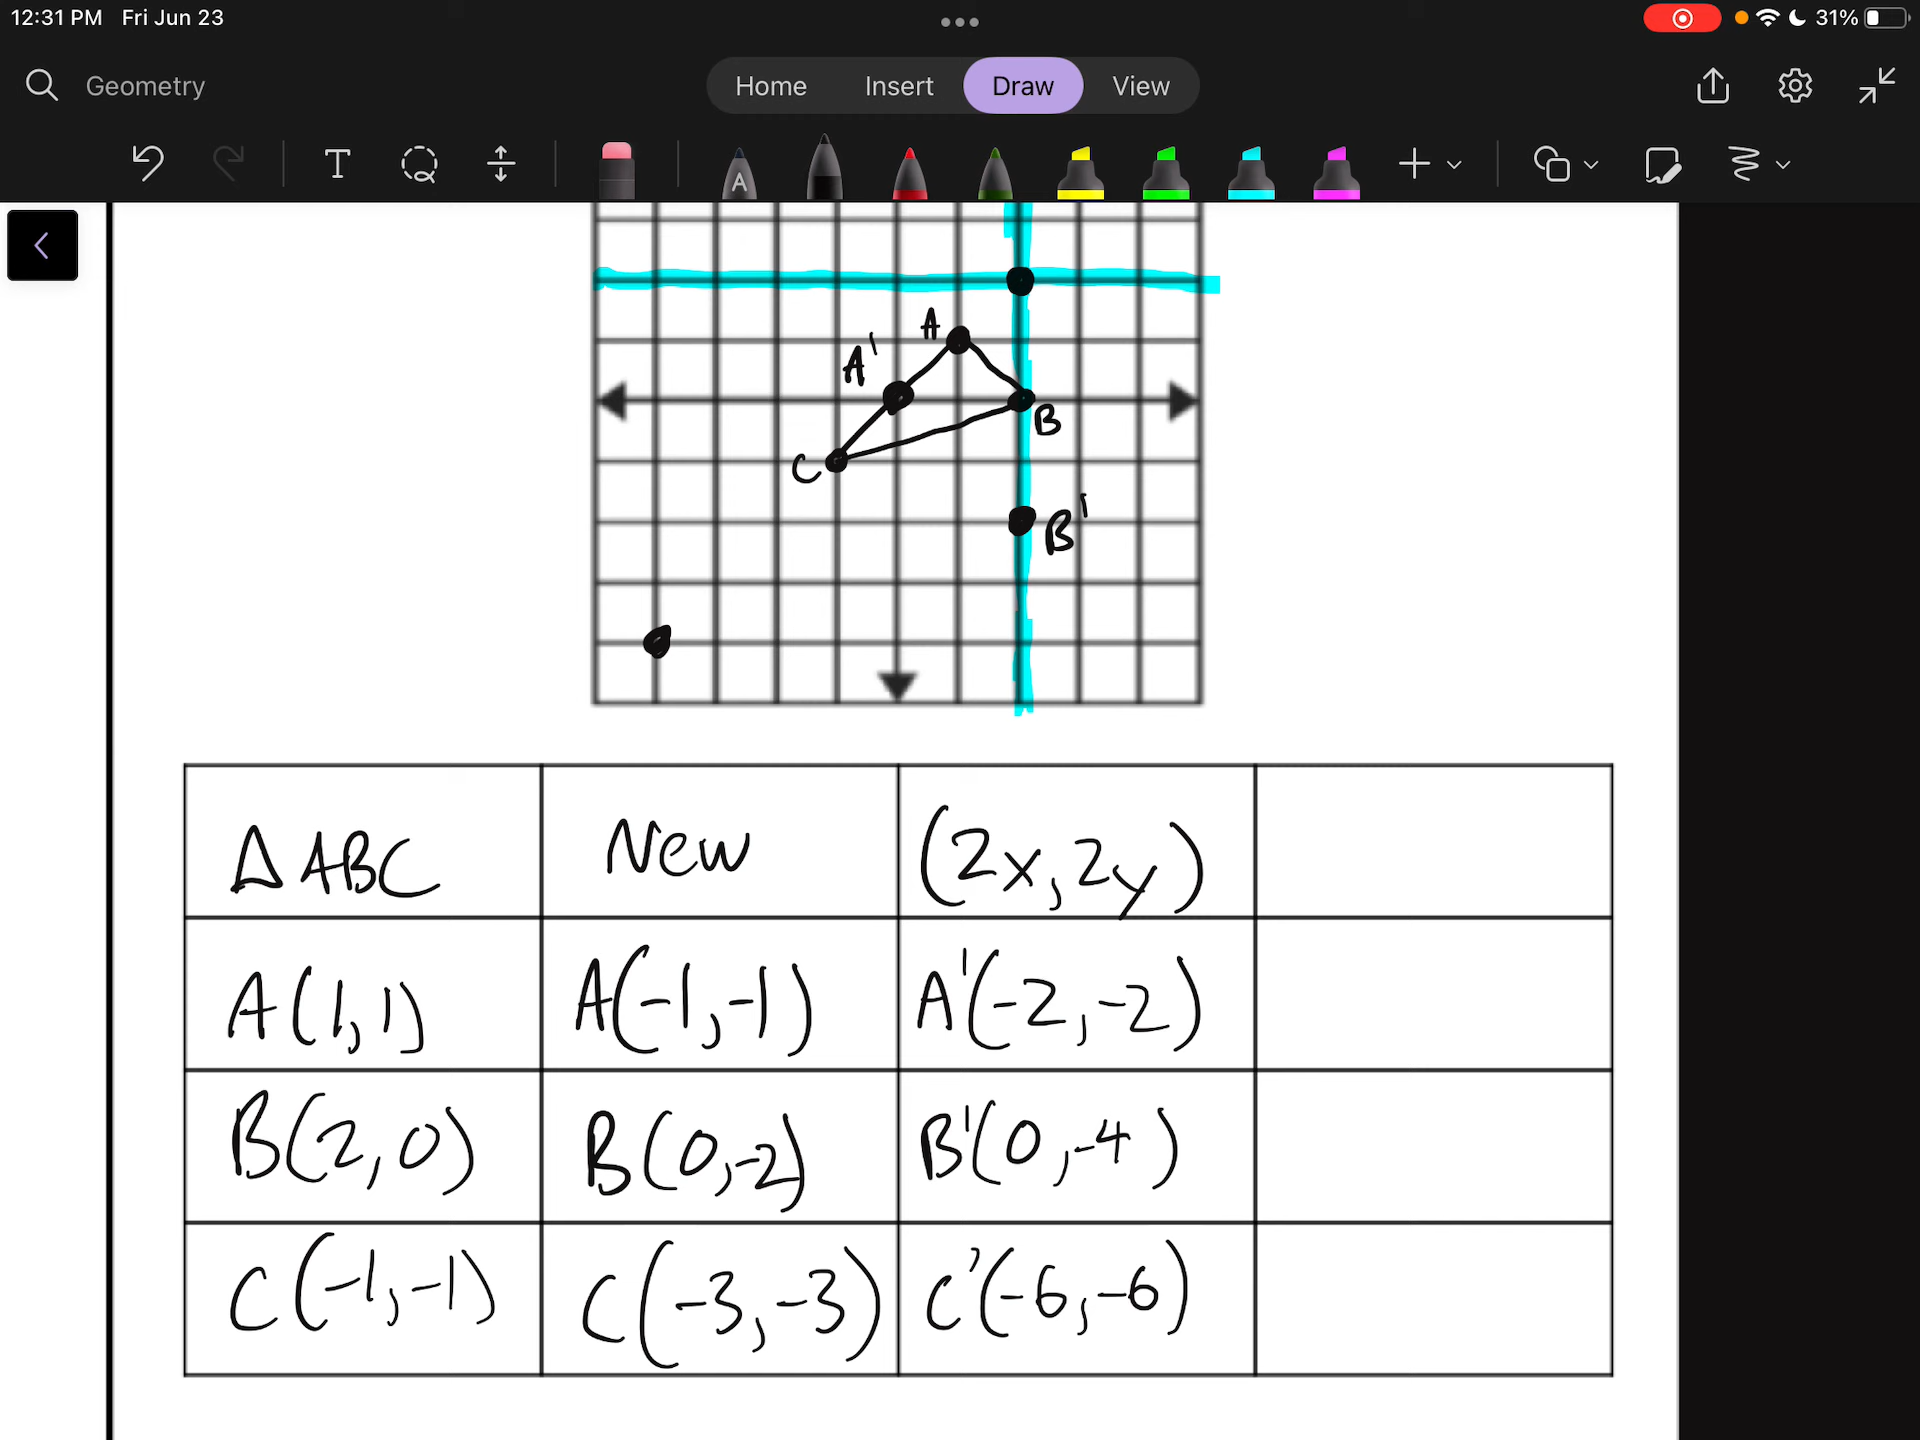 12:31 PM Fri Jun 23
31%
Geometry
Home Insert Draw View
T
A
A
A'
B
C
B'
Δ ABC New (2x, 2y)
A(1,1) A(-1,-1) A'(-2,-2)
B(2,0) B(0,-2) B'(0,-4)
C(-1,-1) C(-3,-3) C'(-6,-6)